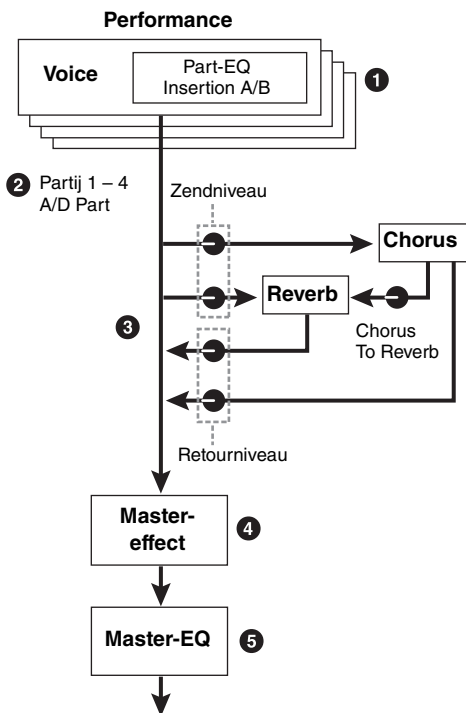 Performance
Voice
Part-EQ
Insertion A/B
1
2 Partij 1 – 4
A/D Part
Zendniveau
Chorus
Reverb
Chorus
To Reverb
3
Retourniveau
Master-
effect
4
Master-EQ
5